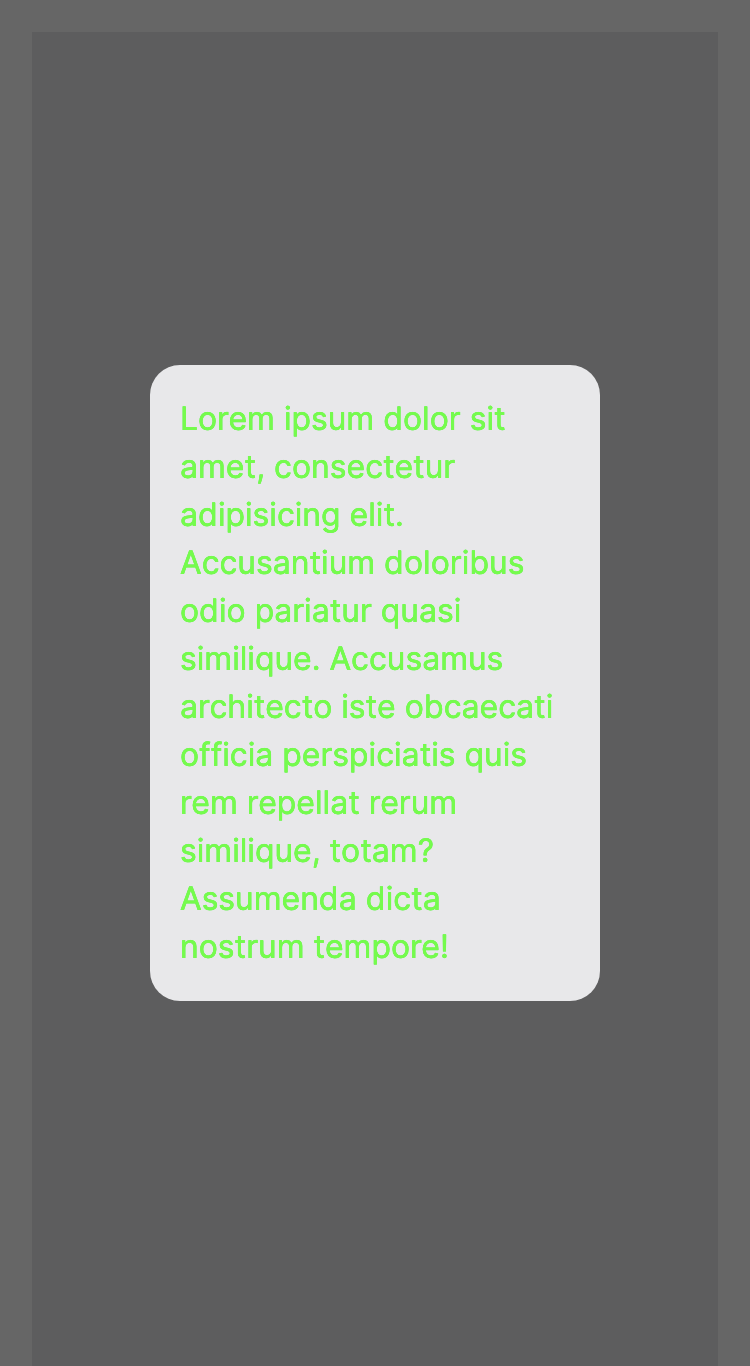 Lorem ipsum dolor sit
amet, consectetur
adipisicing elit.
Accusantium doloribus
odio pariatur quasi
similique. Accusamus
architecto iste obcaecati
officia perspiciatis quis
rem repellat rerum
similique, totam?
Assumenda dicta
nostrum tempore!